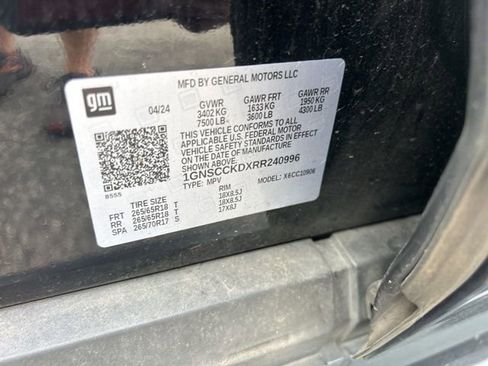 MFD BY GENERAL MOTORS LLC
gm
04/24 GVWR GAWR FRT GAWR RR
3402 KG 1633 KG 1950 KG
7500 LB 3600 LB 4300 LB
THIS VEHICLE CONFORMS TO ALL
APPLICABLE U.S. FEDERAL MOTOR
VEHICLE SAFETY STANDARDS IN EFFECT
ON THE DATE OF MANUFACTURE
SHOWN ABOVE.
1GNSCCKDXRR240996
TYPE: MPV MODEL: X6CC10906
8555
TIRE SIZE RIM
FRT 265/65R18 T 18X8.5J
RR 265/65R18 T 18X8.5J
SPA 265/70R17 S 17X8J